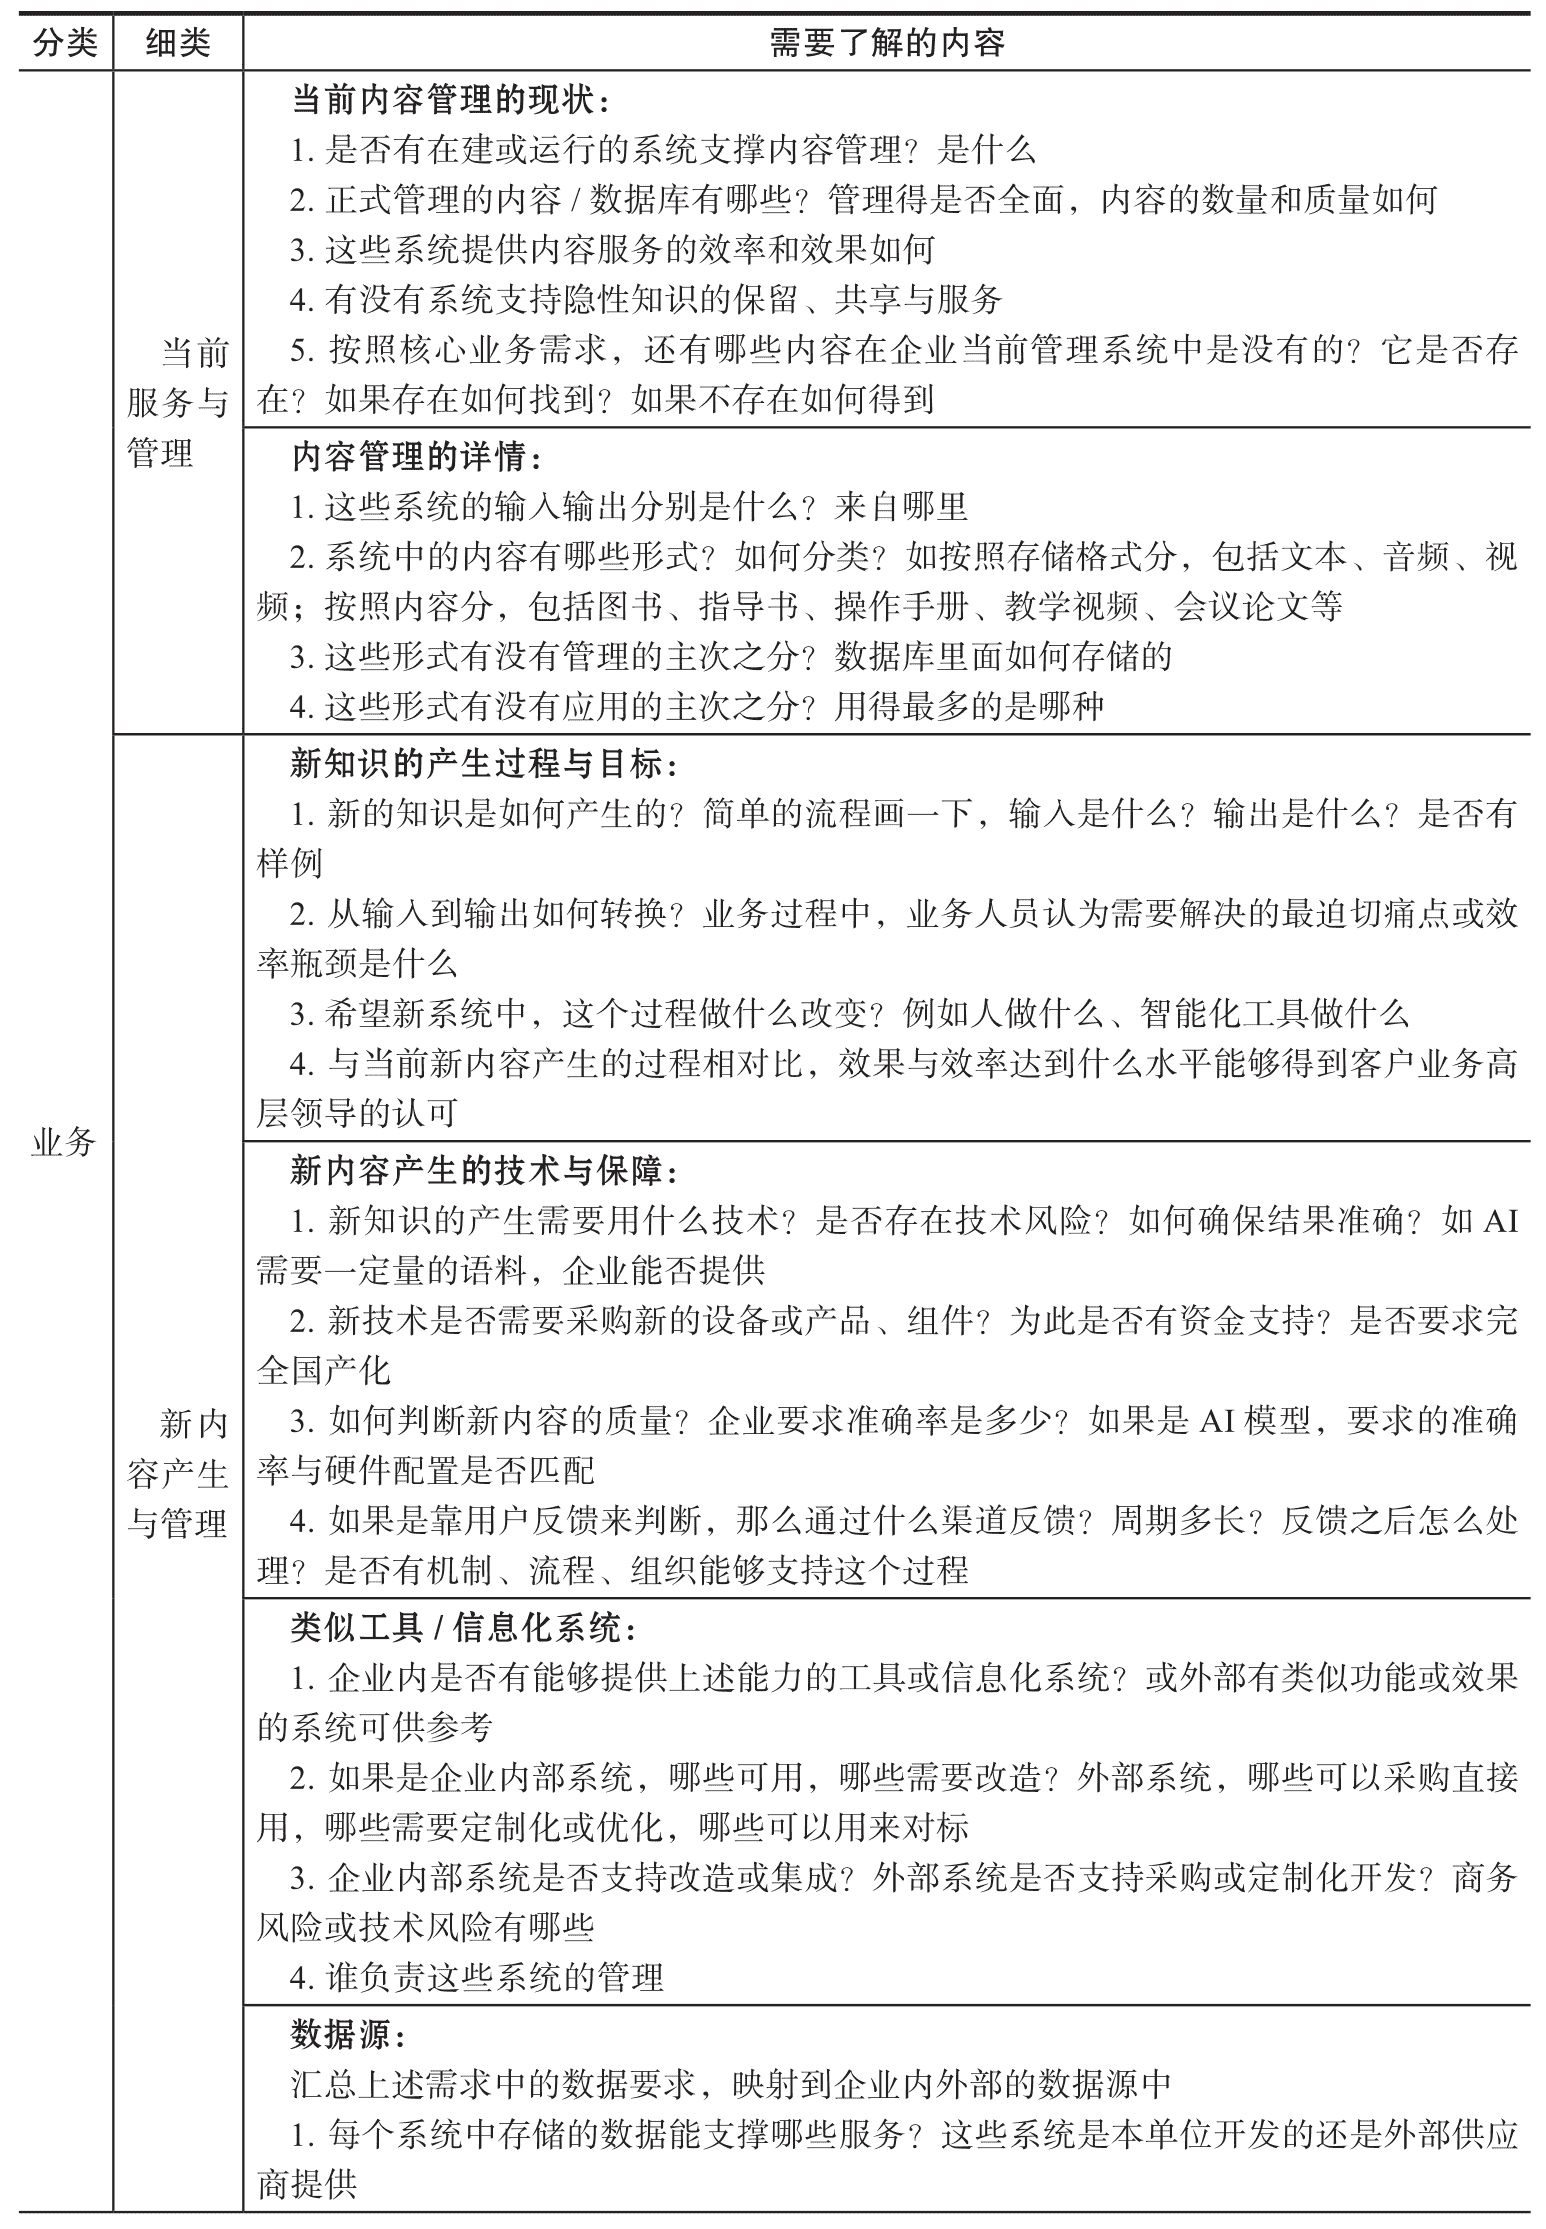 分类 细类 需要了解的内容
业务
当前
服务与
管理
当前内容管理的现状：
1. 是否有在建或运行的系统支撑内容管理？是什么
2. 正式管理的内容 / 数据库有哪些？管理得是否全面，内容的数量和质量如何
3. 这些系统提供内容服务的效率和效果如何
4. 有没有系统支持隐性知识的保留、共享与服务
5. 按照核心业务需求，还有哪些内容在企业当前管理系统中是没有的？它是否存
在？如果存在如何找到？如果不存在如何得到
内容管理的详情：
1. 这些系统的输入输出分别是什么？来自哪里
2. 系统中的内容有哪些形式？如何分类？如按照存储格式分，包括文本、音频、视
频；按照内容分，包括图书、指导书、操作手册、教学视频、会议论文等
3. 这些形式有没有管理的主次之分？数据库里面如何存储的
4. 这些形式有没有应用的主次之分？用得最多的是哪种
新内
容产生
与管理
新知识的产生过程与目标：
1. 新的知识是如何产生的？简单的流程画一下，输入是什么？输出是什么？是否有
样例
2. 从输入到输出如何转换？业务过程中，业务人员认为需要解决的最迫切痛点或效
率瓶颈是什么
3. 希望新系统中，这个过程做什么改变？例如人做什么、智能化工具做什么
4. 与当前新内容产生的过程相对比，效果与效率达到什么水平能够得到客户业务高
层领导的认可
新内容产生的技术与保障：
1. 新知识的产生需要用什么技术？是否存在技术风险？如何确保结果准确？如 AI
需要一定量的语料，企业能否提供
2. 新技术是否需要采购新的设备或产品、组件？为此是否有资金支持？是否要求完
全国产化
3. 如何判断新内容的质量？企业要求准确率是多少？如果是 AI 模型，要求的准确
率与硬件配置是否匹配
4. 如果是靠用户反馈来判断，那么通过什么渠道反馈？周期多长？反馈之后怎么处
理？是否有机制、流程、组织能够支持这个过程
类似工具 / 信息化系统：
1. 企业内是否有能够提供上述能力的工具或信息化系统？或外部有类似功能或效果
的系统可供参考
2. 如果是企业内部系统，哪些可用，哪些需要改造？外部系统，哪些可以采购直接
用，哪些需要定制化或优化，哪些可以用来对标
3. 企业内部系统是否支持改造或集成？外部系统是否支持采购或定制化开发？商务
风险或技术风险有哪些
4. 谁负责这些系统的管理
数据源：
汇总上述需求中的数据要求，映射到企业内外部的数据源中
1. 每个系统中存储的数据能支撑哪些服务？这些系统是本单位开发的还是外部供应
商提供